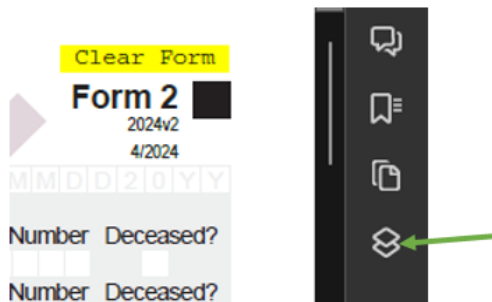 Clear Form
Form 2
2024v2
4/2024
MMDD20YY
Number Deceased?
Number Deceased?